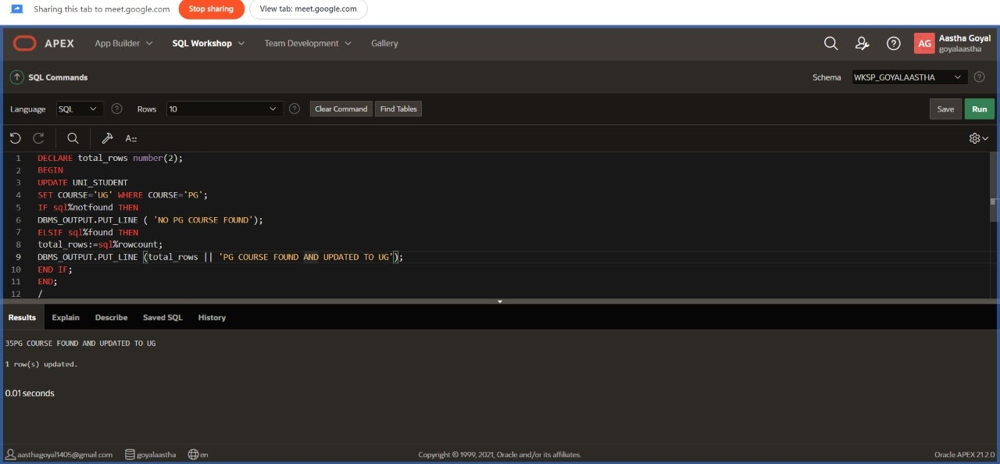 Sharing this tab to meet.google.com Stop sharing View tab: meet.google.com
APEX App Builder SQL Workshop Team Development Gallery AG Aastha Goyal
goyalaastha
SQL Commands Schema WKSP_GOYALAASTHA
Language SQL Rows 10 Clear Command Find Tables Save Run
A::
1 DECLARE total_rows number(2);
2 BEGIN
3 UPDATE UNI_STUDENT
4 SET COURSE='UG' WHERE COURSE='PG';
5 IF sql%notfound THEN
6 DBMS_OUTPUT.PUT_LINE ( 'NO PG COURSE FOUND');
7 ELSIF sql%found THEN
8 total_rows:=sql%rowcount;
9 DBMS_OUTPUT.PUT_LINE (total_rows || 'PG COURSE FOUND AND UPDATED TO UG');
10 END IF;
11 END;
12 /
Results Explain Describe Saved SQL History
35PG COURSE FOUND AND UPDATED TO UG
1 row(s) updated.
0.01 seconds
aasthagoyal1405@gmail.com goyalaastha en Copyright © 1999, 2021, Oracle and/or its affiliates. Oracle APEX 21.2.0